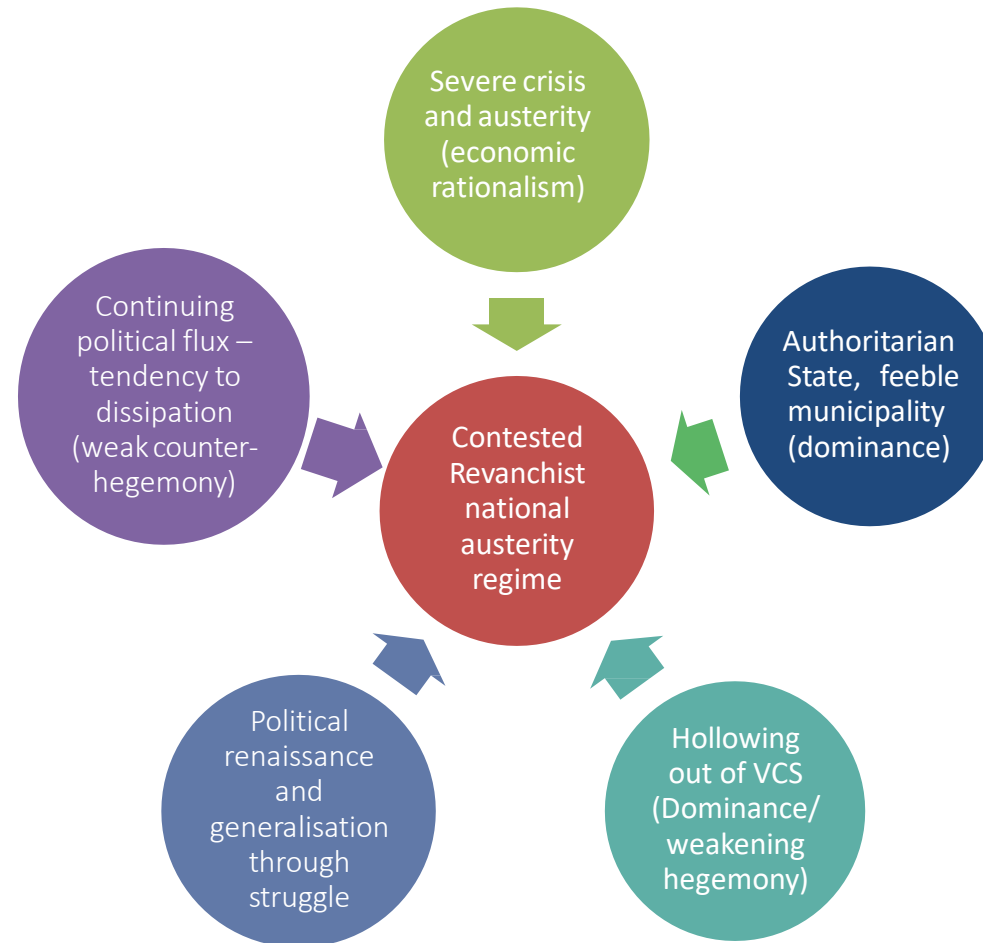 Severe crisis
and austerity
(economic
rationalism)
Authoritarian
State, feeble
municipality
(dominance)
Hollowing
out of VCS
(Dominance/
weakening
hegemony)
Political
renaissance
and
generalisation
through
struggle
Continuing
political flux –
tendency to
dissipation
(weak counter-
hegemony)
Contested
Revanchist
national
austerity
regime